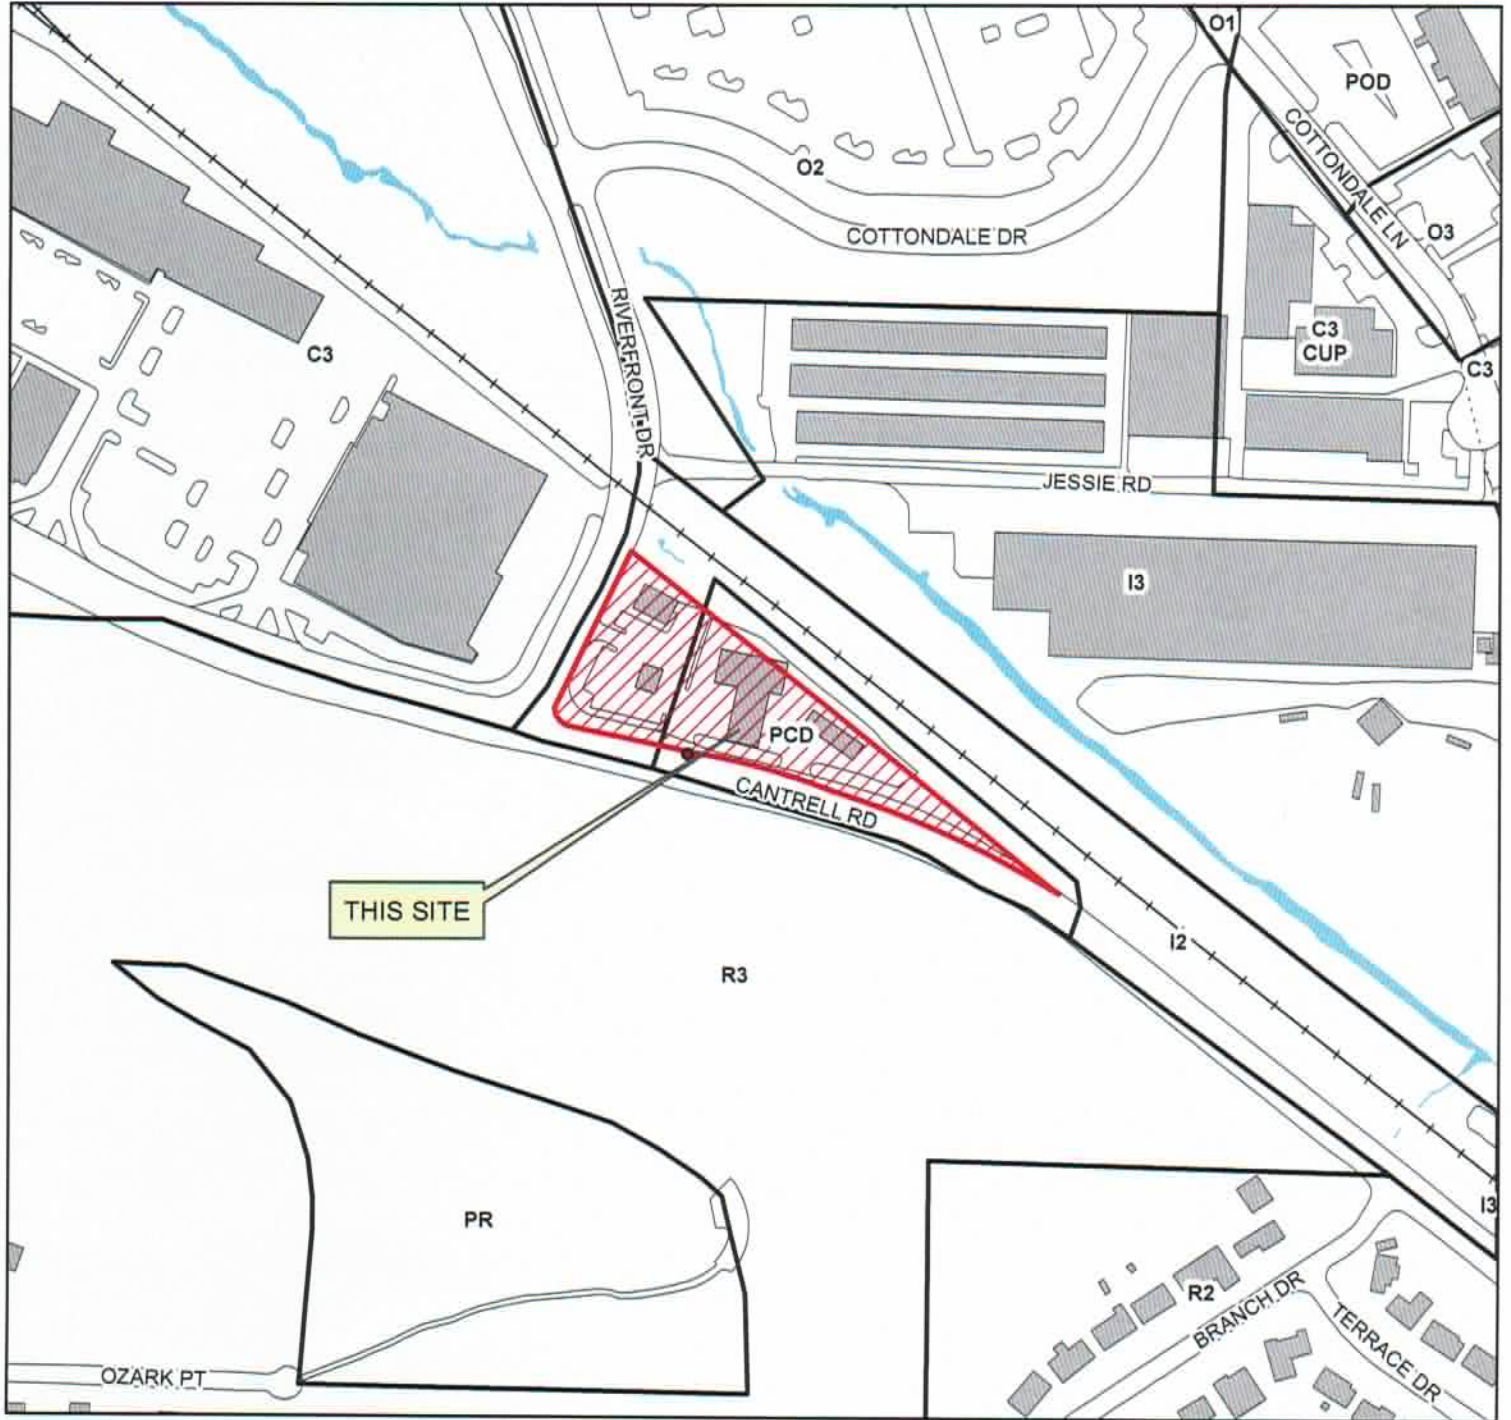 O1
POD
COTTONDALE LN
O2
O3
COTTONDALE DR
RIVERFRONT DR
C3
C3
CUP
C3
JESSIE RD
I3
PCD
CANTRELL RD
THIS SITE
I2
R3
I3
PR
R2
BRANCH DR
TERRACE DR
OZARK PT